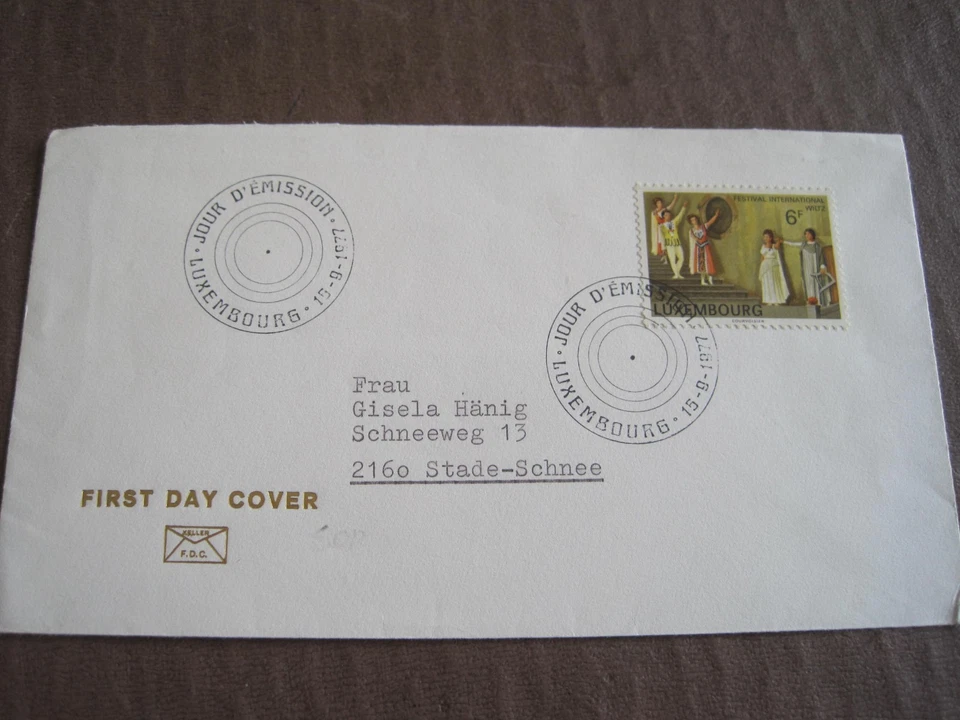 JOUR D'ÉMISSION · LUXEMBOURG · 15-9-1977
FESTIVAL INTERNATIONAL
WILTZ
6F
LUXEMBOURG
JOUR D'ÉMISSION · LUXEMBOURG · 15-9-1977
Frau
Gisela Hänig
Schneeweg 13
216o Stade-Schnee
FIRST DAY COVER
KELLER
F.D.C.